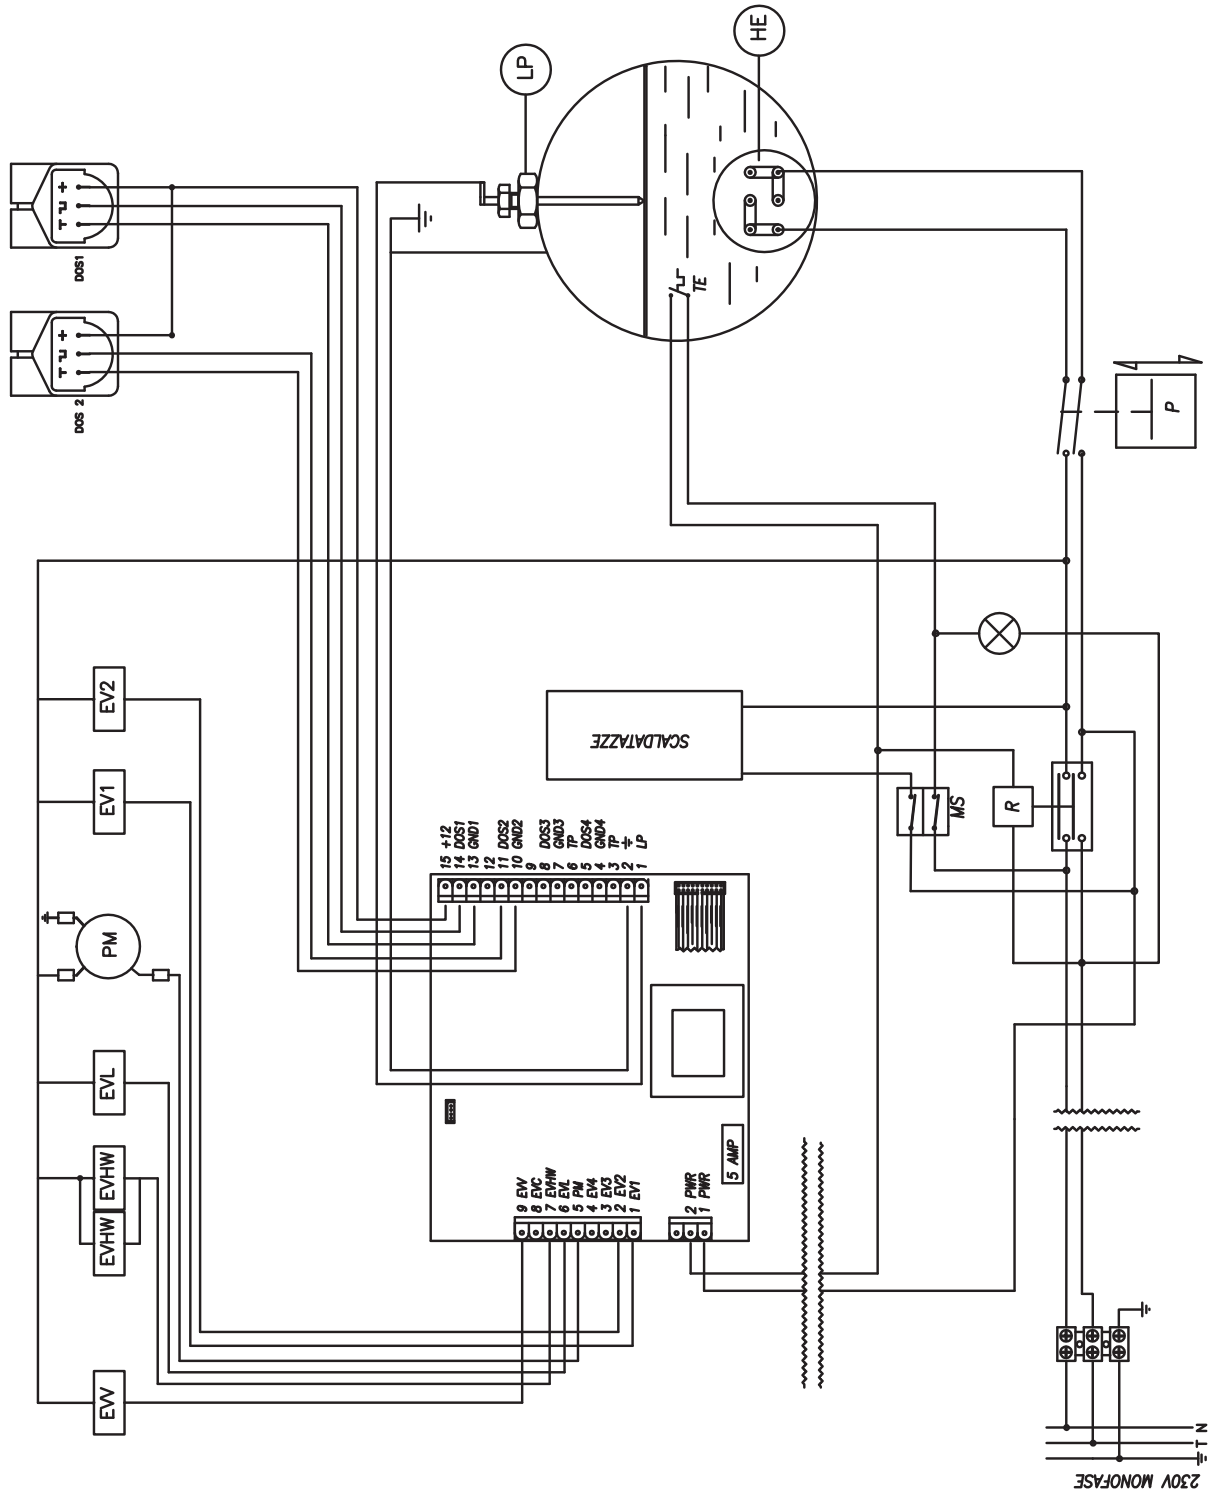 HE
LP
+
DOS1
+
DOS 2
TE
P
EV2
EV1
PM
EVL
EVHW
EVHW
EVV
SCALDATAZZE
MS
R
15 +12
14 DOS1
13 GND1
12
11 DOS2
10 GND2
9
8 DOS3
7 GND3
6 TP
5 DOS4
4 GND4
3 TP
2
1 LP
5 AMP
9 EVV
8 EVC
7 EVHW
6 EVL
5 PM
4 EV4
3 EV3
2 EV2
1 EV1
2 PWR
1 PWR
N
T
230V MONOFASE